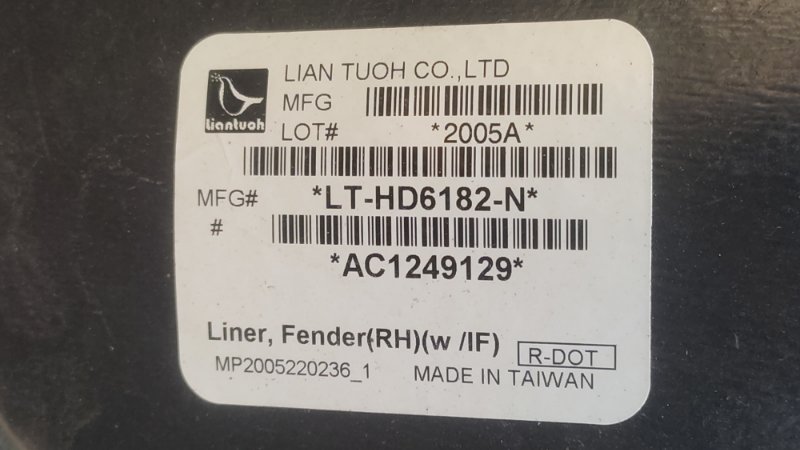 LIAN TUOH CO.,LTD
Liantuoh
MFG
LOT# *2005A*
MFG# *LT-HD6182-N*
#
*AC1249129*
Liner, Fender(RH)(w /IF)
R-DOT
MP2005220236_1 MADE IN TAIWAN